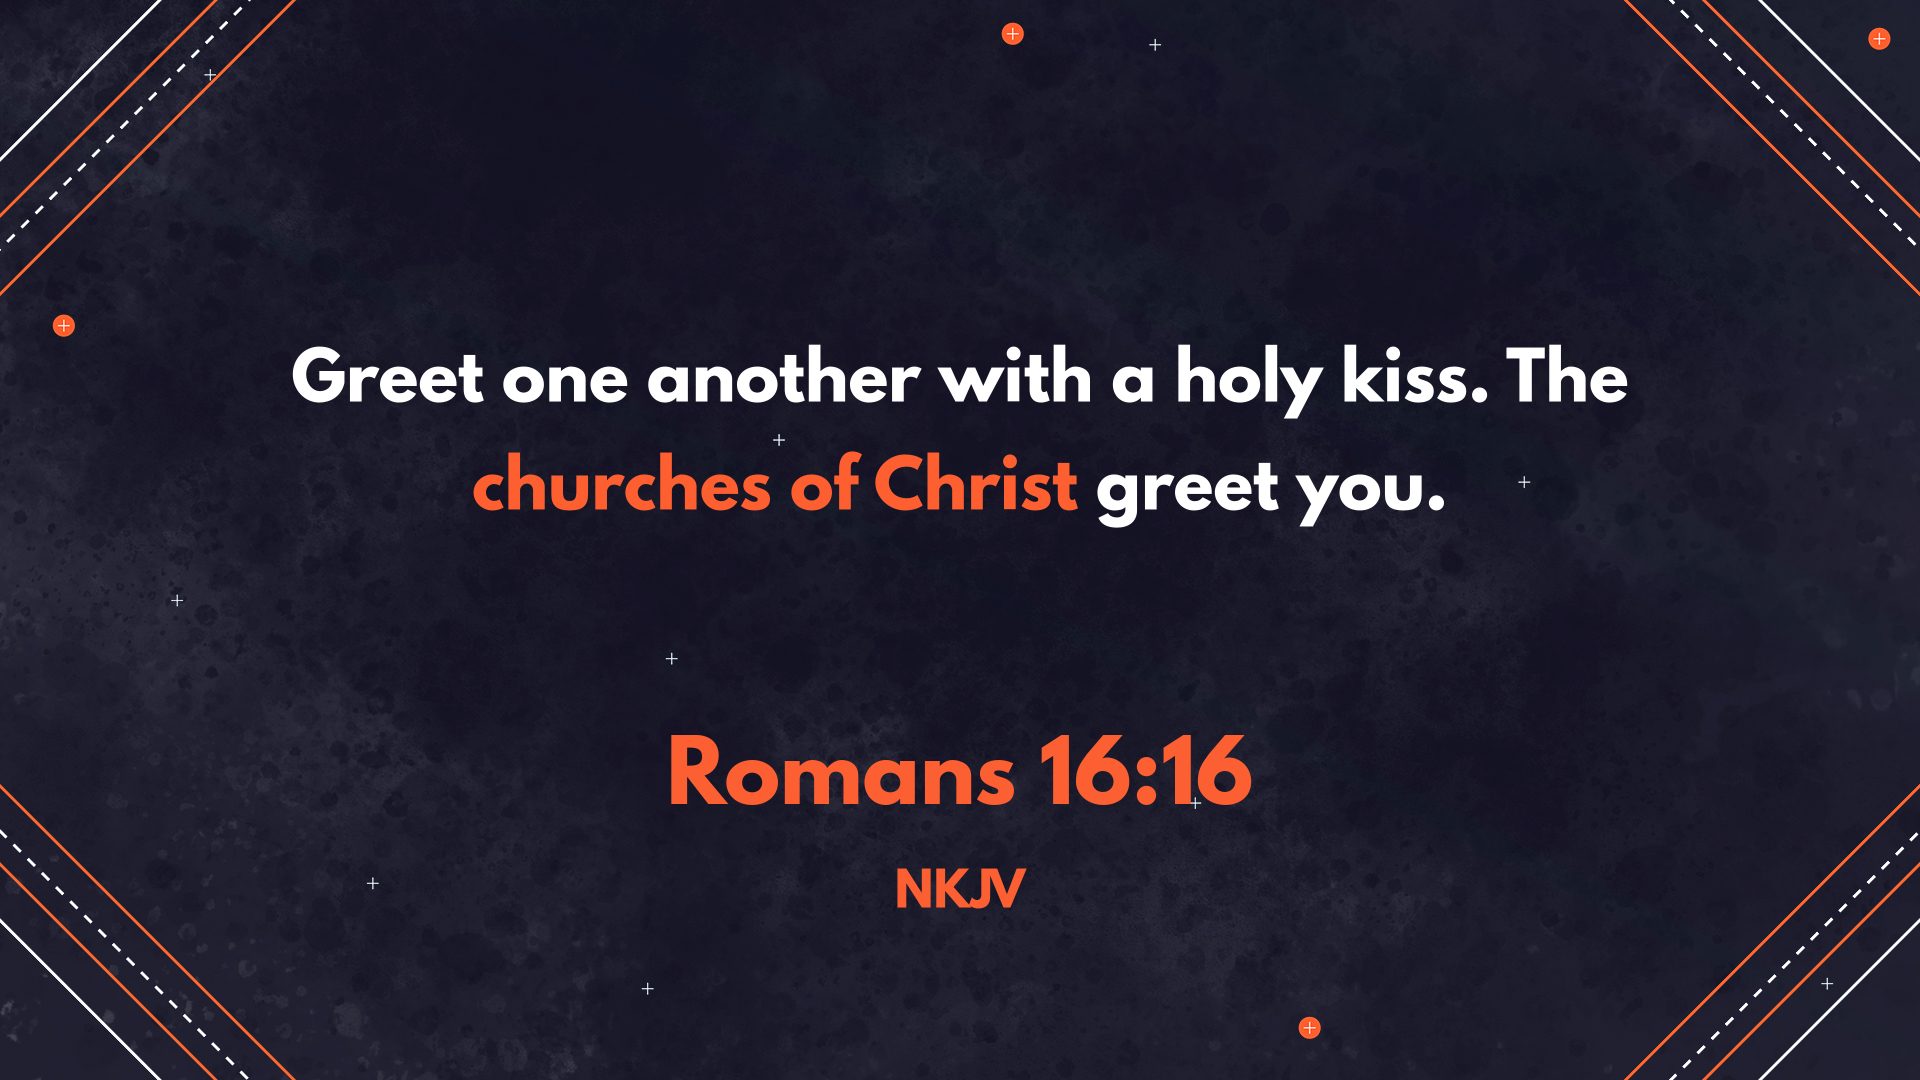 Greet one another with a holy kiss. The
churches of Christ greet you.
Romans 16:16
NKJV